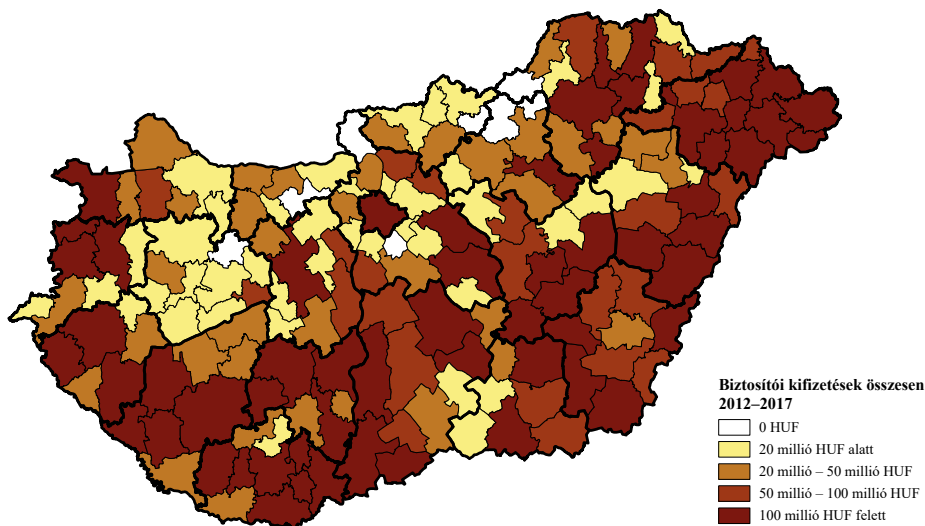 Biztosítói kifizetések összesen
2012–2017
0 HUF
20 millió HUF alatt
20 millió – 50 millió HUF
50 millió – 100 millió HUF
100 millió HUF felett